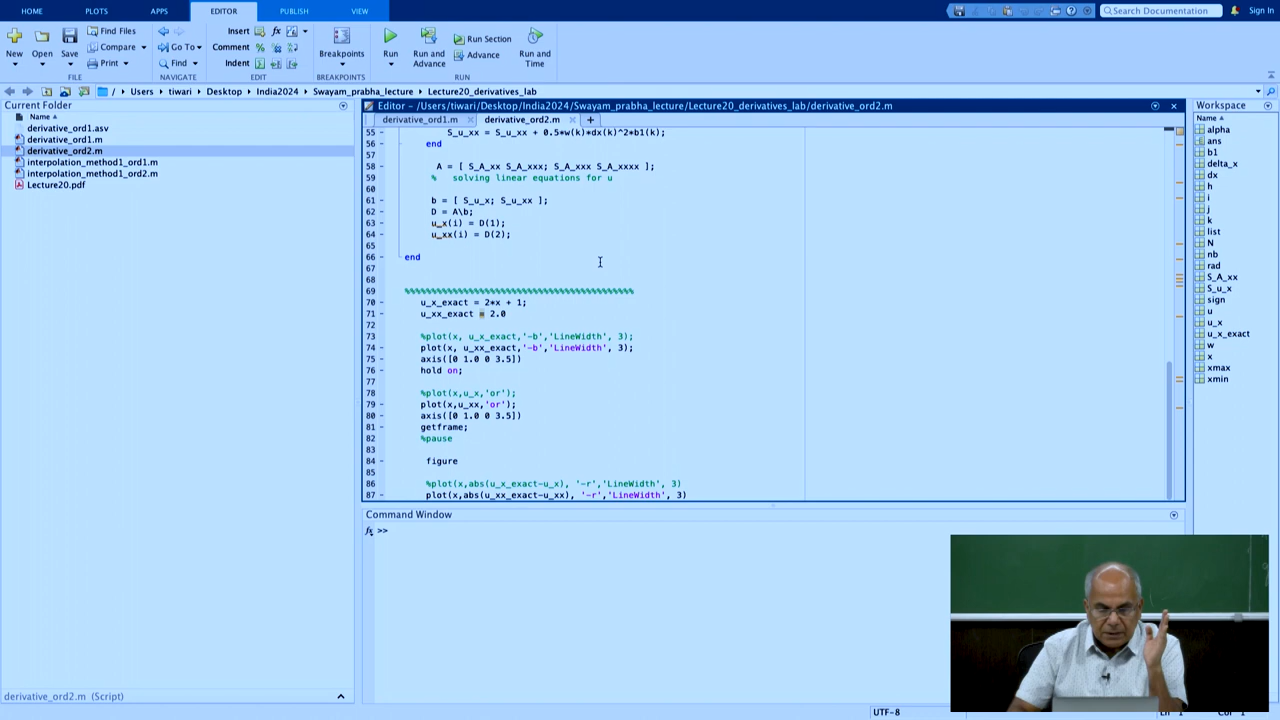 HOME PLOTS APPS EDITOR PUBLISH VIEW Search Documentation Sign In
New Open Save Find Files Compare Print Go To Find Insert fx Comment % Indent Breakpoints Run Run and Advance Run Section Advance Run and Time
FILE NAVIGATE EDIT BREAKPOINTS RUN
/ ▸ Users ▸ tiwari ▸ Desktop ▸ India2024 ▸ Swayam_prabha_lecture ▸ Lecture20_derivatives_lab
Current Folder
Name
derivative_ord1.asv
derivative_ord1.m
derivative_ord2.m
interpolation_method1_ord1.m
interpolation_method1_ord2.m
Lecture20.pdf
derivative_ord2.m (Script)
Editor - /Users/tiwari/Desktop/India2024/Swayam_prabha_lecture/Lecture20_derivatives_lab/derivative_ord2.m
derivative_ord1.m derivative_ord2.m
55 - S_u_xx = S_u_xx + 0.5*w(k)*dx(k)^2*b1(k);
56 - end
57
58 - A = [ S_A_xx S_A_xxx; S_A_xxx S_A_xxxx ];
59 % solving linear equations for u
60
61 - b = [ S_u_x; S_u_xx ];
62 - D = A\b;
63 - u_x(i) = D(1);
64 - u_xx(i) = D(2);
65
66 - end
67
68
69 %%%%%%%%%%%%%%%%%%%%%%%%%%%%%%%%%%%%%%%%%
70 - u_x_exact = 2*x + 1;
71 - u_xx_exact = 2.0
72
73 %plot(x, u_x_exact,'-b','LineWidth', 3);
74 - plot(x, u_xx_exact,'-b','LineWidth', 3);
75 - axis([0 1.0 0 3.5])
76 - hold on;
77
78 %plot(x,u_x,'or');
79 - plot(x,u_xx,'or');
80 - axis([0 1.0 0 3.5])
81 - getframe;
82 %pause
83
84 - figure
85
86 %plot(x,abs(u_x_exact-u_x), '-r','LineWidth', 3)
87 - plot(x,abs(u_xx_exact-u_xx), '-r','LineWidth', 3)
Command Window
fx >>
Workspace
Name
alpha
ans
b1
delta_x
dx
h
i
j
k
list
N
nb
rad
S_A_xx
S_u_x
sign
u
u_x
u_x_exact
w
x
xmax
xmin
UTF-8